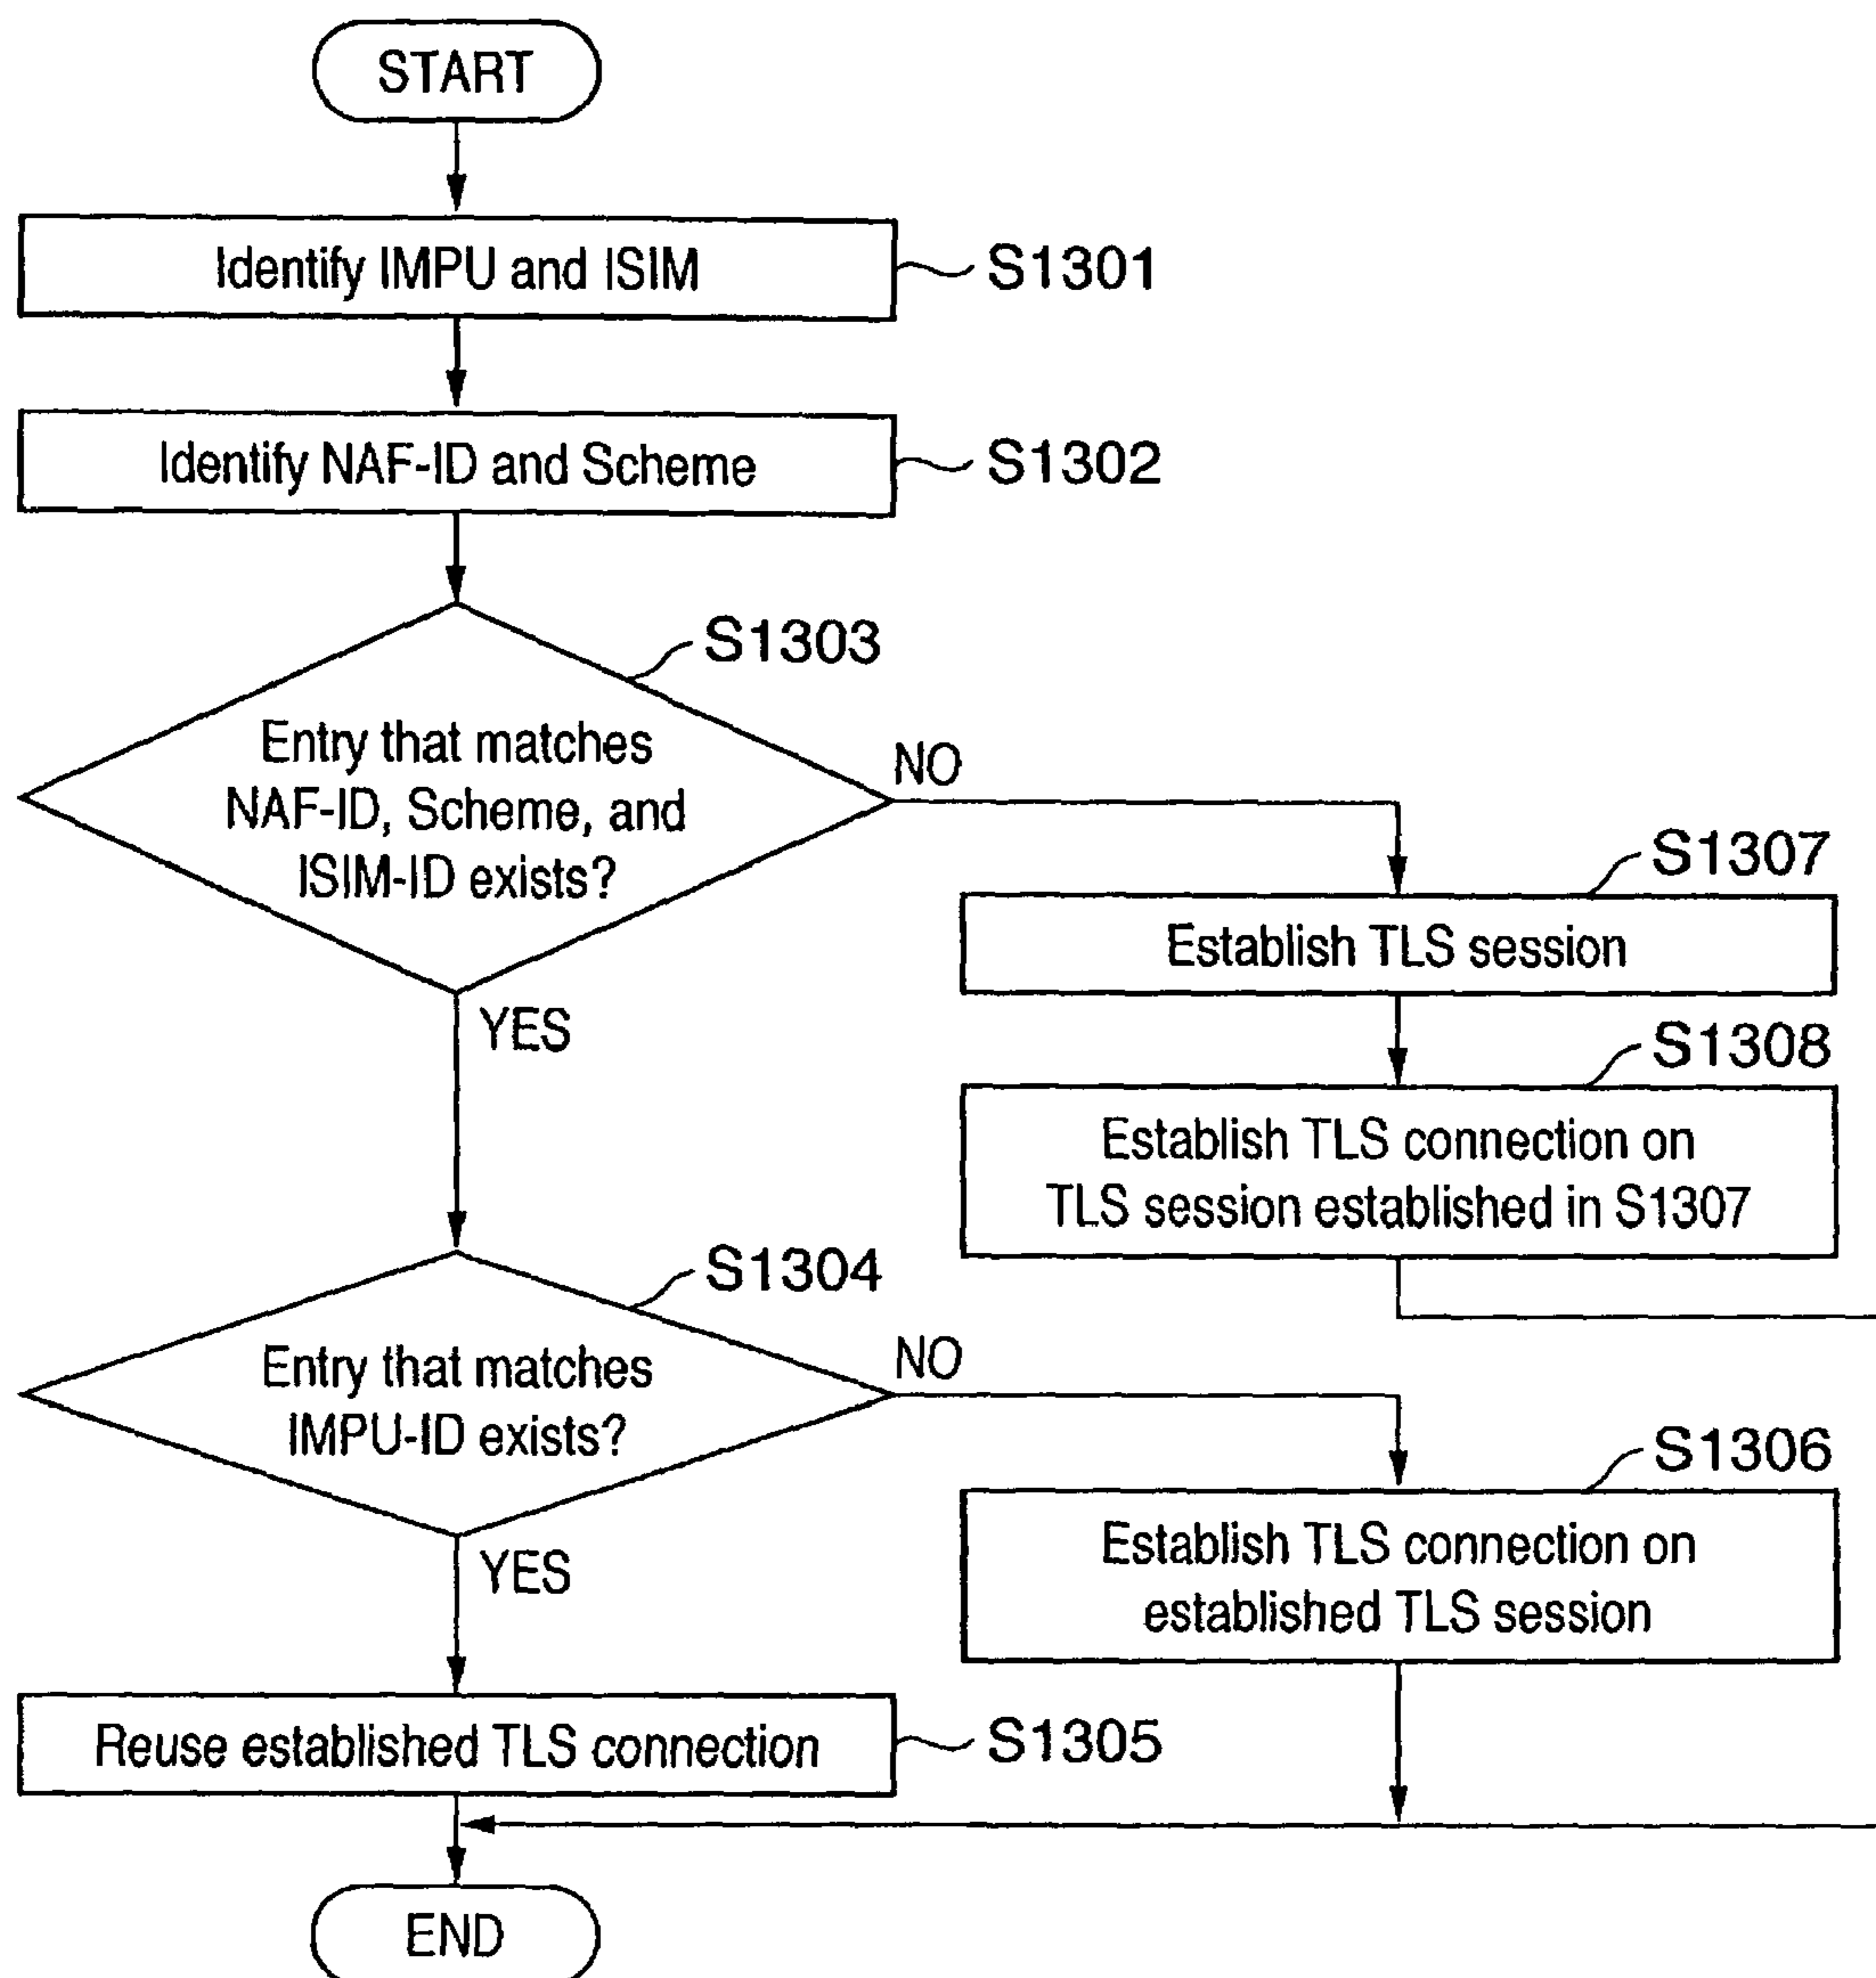 START
Identify IMPU and ISIM
S1301
Identify NAF-ID and Scheme
S1302
S1303
Entry that matches
NAF-ID, Scheme, and
ISIM-ID exists?
NO
YES
S1307
Establish TLS session
S1308
Establish TLS connection on
TLS session established in S1307
S1304
Entry that matches
IMPU-ID exists?
NO
YES
S1306
Establish TLS connection on
established TLS session
Reuse established TLS connection
S1305
END